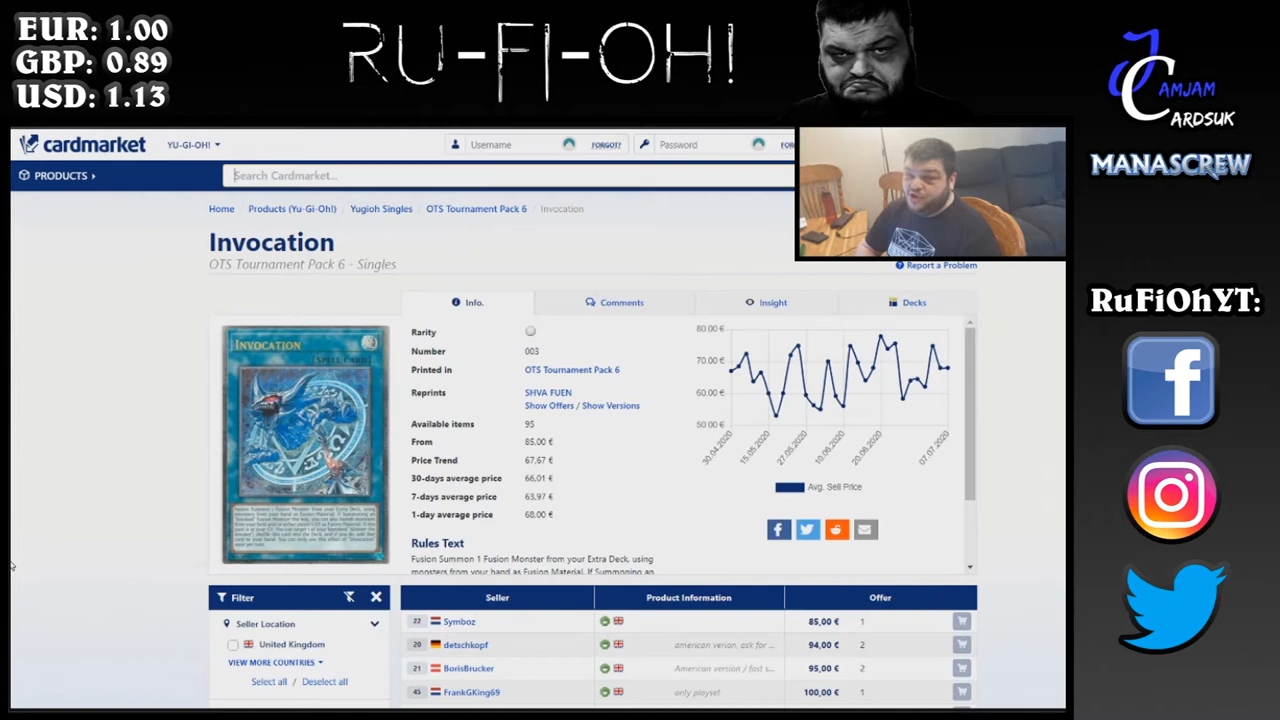 EUR: 1.00
GBP: 0.89
USD: 1.13
RU-FI-OH!
JAMJAM
CARDSUK
MANASCREW
RuFiOhYT:
cardmarket
YU-GI-OH!
Username
FORGOT?
Password
PRODUCTS
Search Cardmarket...
Home
Products (Yu-Gi-Oh!)
Yugioh Singles
OTS Tournament Pack 6
Invocation
Invocation
OTS Tournament Pack 6 - Singles
Report a Problem
Info.
Comments
Insight
Decks
INVOCATION
[SPELL CARD]
Rarity
Number 003
Printed in OTS Tournament Pack 6
Reprints SHVA FUEN
Show Offers / Show Versions
Available items 95
From 85,00 €
Price Trend 67,67 €
30-days average price 66,01 €
7-days average price 63,97 €
1-day average price 68,00 €
Rules Text
Fusion Summon 1 Fusion Monster from your Extra Deck, using
monsters from your hand as Fusion Material. If Summoning an
80.00 €
70.00 €
60.00 €
50.00 €
30.04.2020
15.05.2020
27.05.2020
10.06.2020
20.06.2020
07.07.2020
Avg. Sell Price
Filter
Seller Location
United Kingdom
VIEW MORE COUNTRIES
Select all / Deselect all
Seller
Product Information
Offer
22 Symboz 85,00 € 1
20 detschkopf american verion, ask for ... 94,00 € 2
21 BorisBrucker American version / fast s... 95,00 € 2
45 FrankGKing69 only playset 100,00 € 1